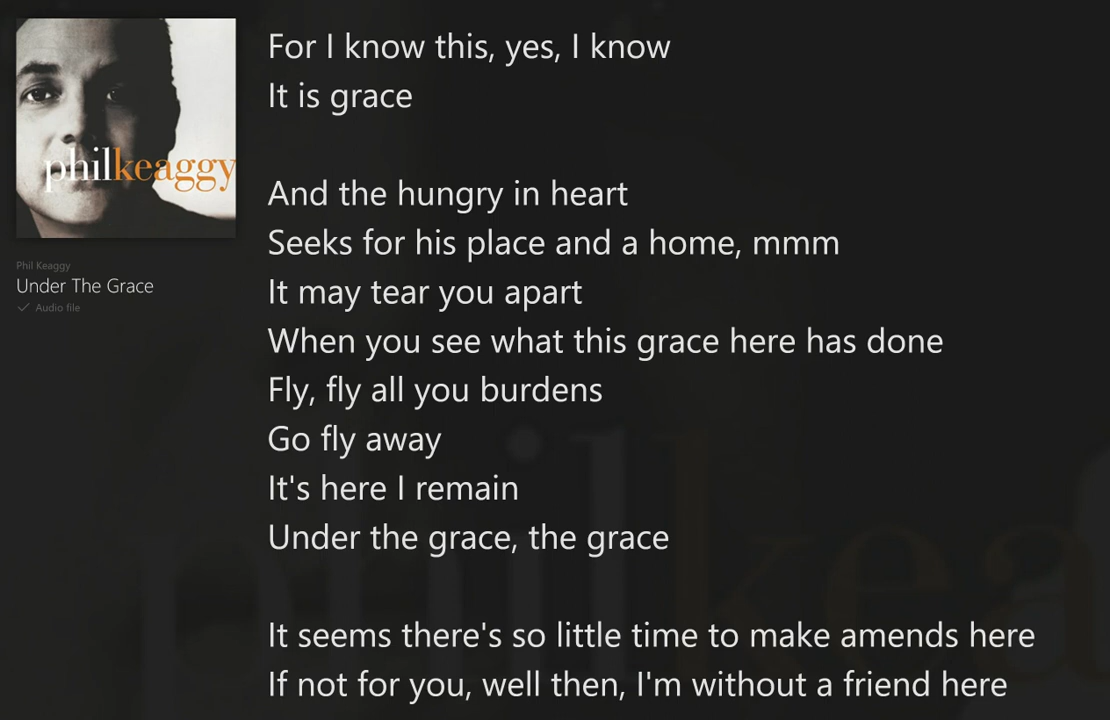 philkeaggy
Phil Keaggy
Under The Grace
Audio file
For I know this, yes, I know
It is grace
And the hungry in heart
Seeks for his place and a home, mmm
It may tear you apart
When you see what this grace here has done
Fly, fly all you burdens
Go fly away
It's here I remain
Under the grace, the grace
It seems there's so little time to make amends here
If not for you, well then, I'm without a friend here